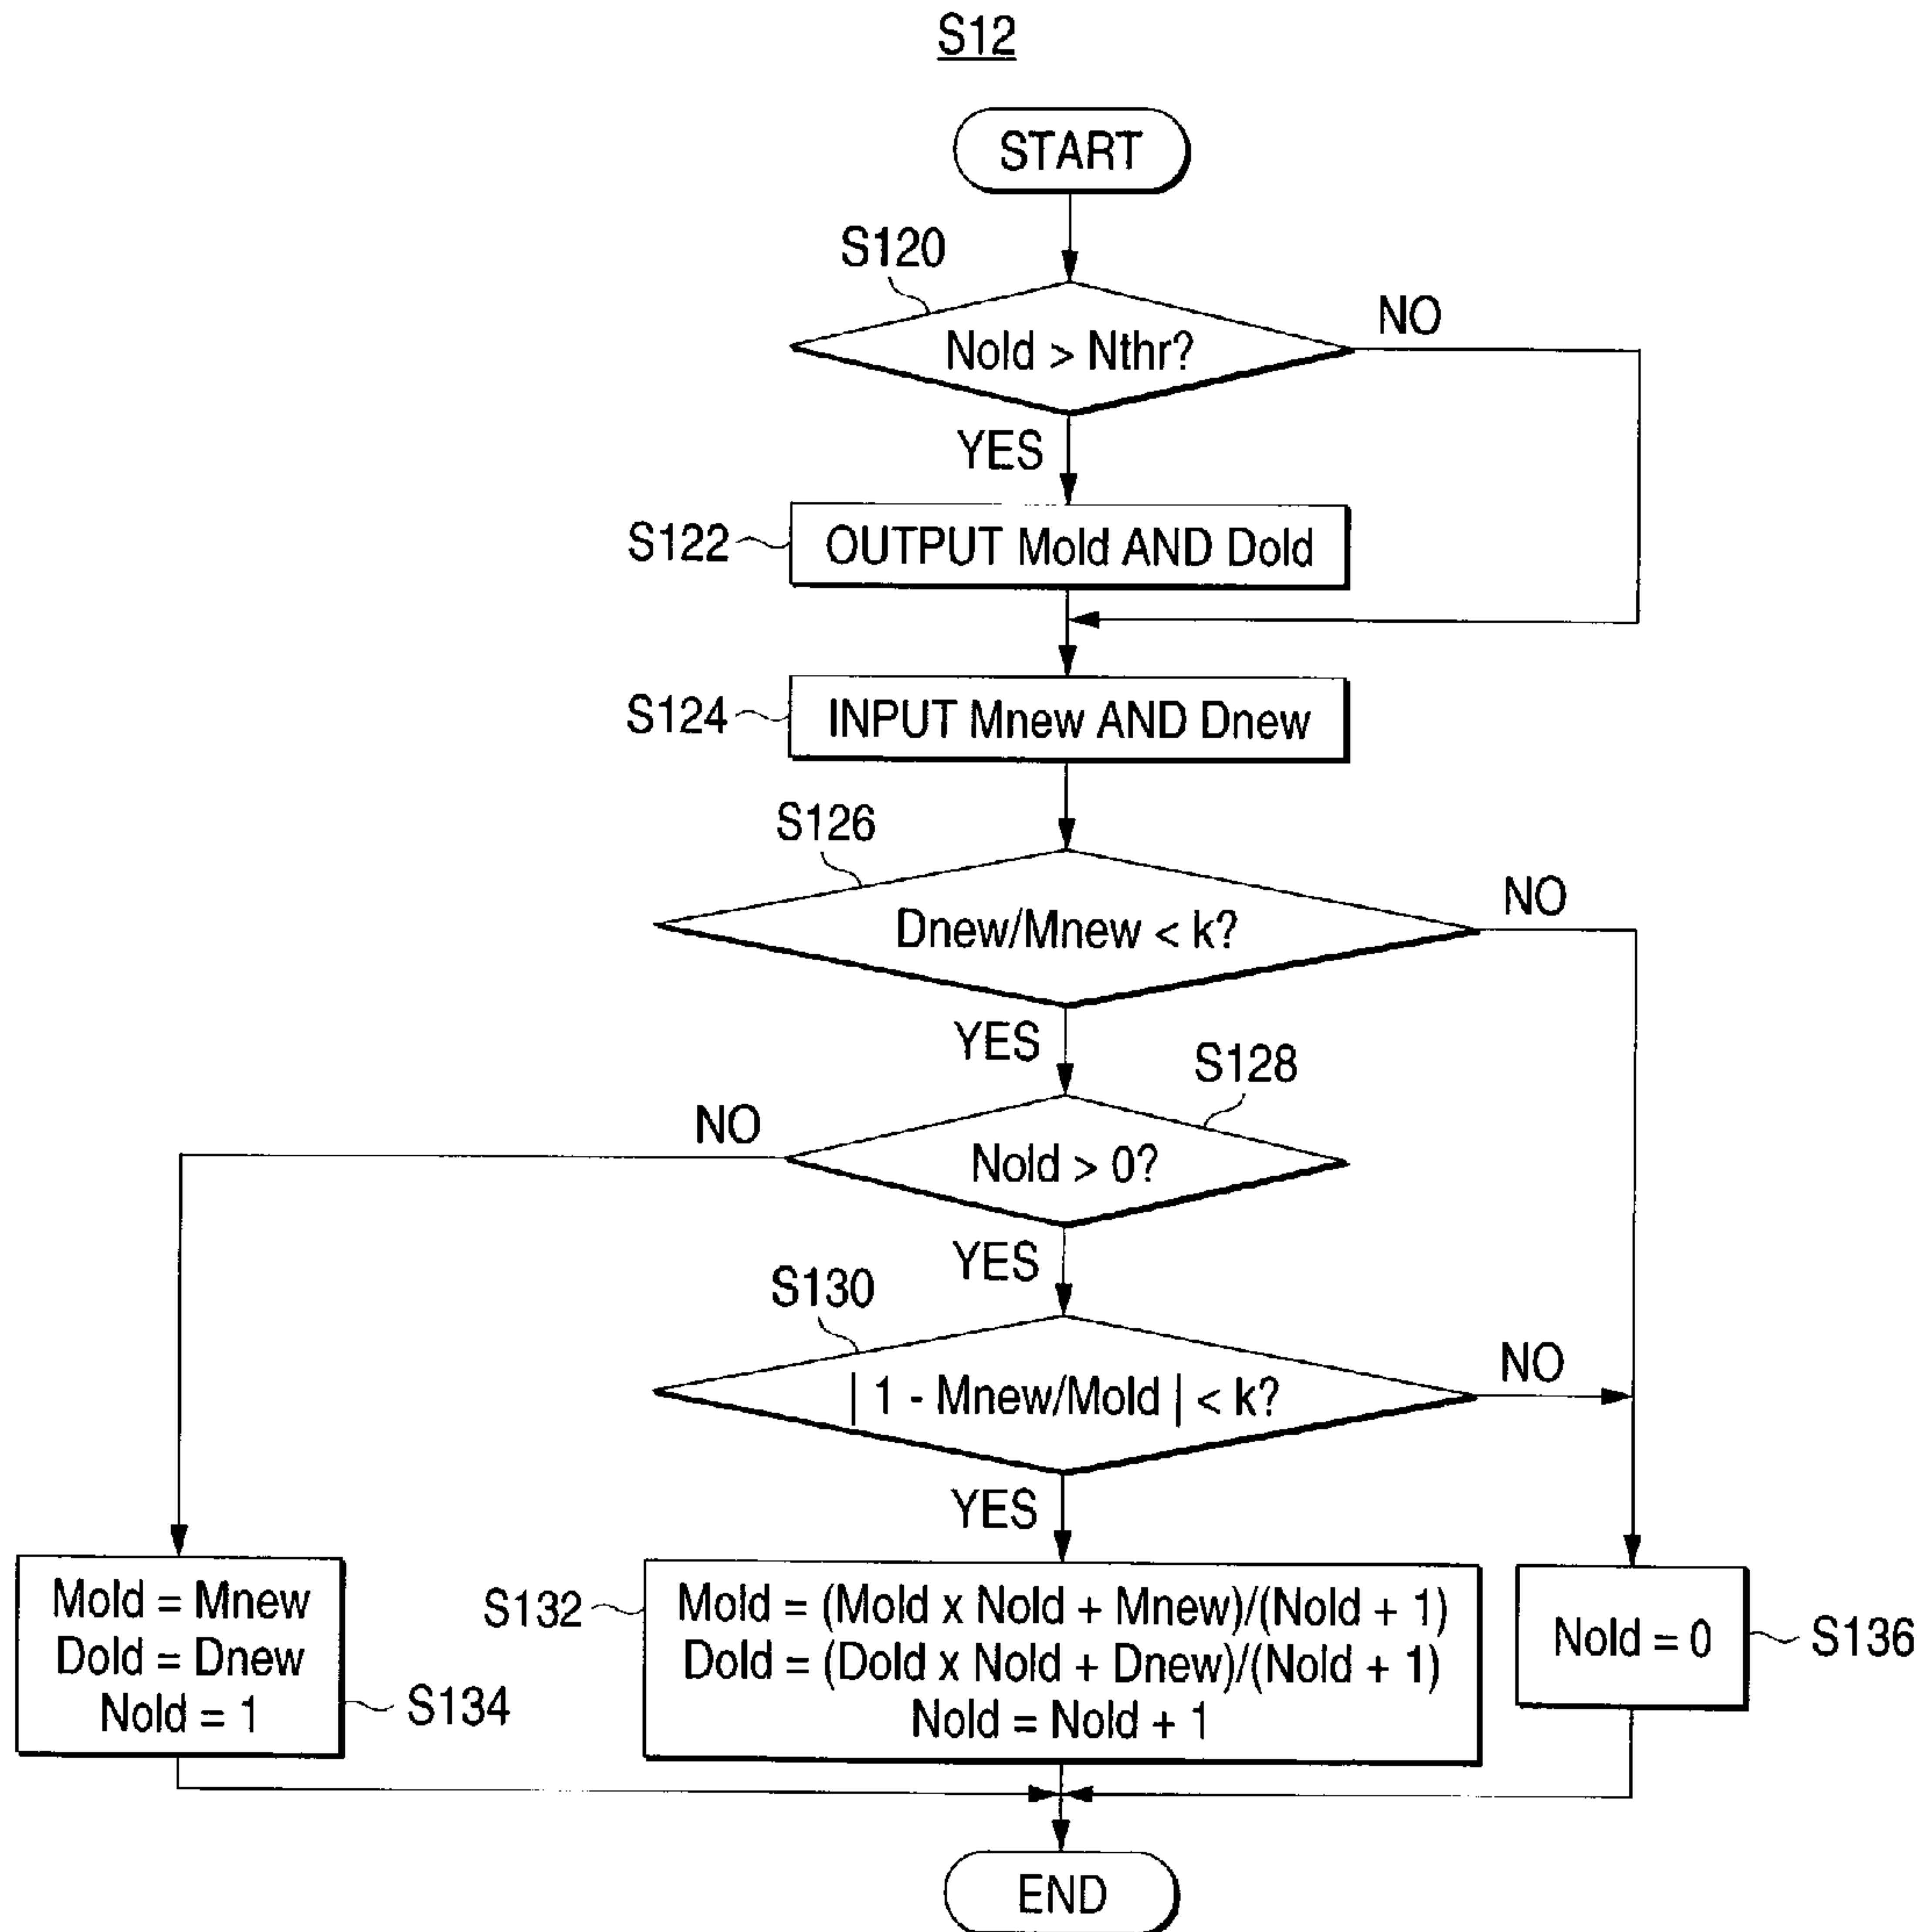 S12
START
S120
Nold > Nthr?
NO
YES
S122
OUTPUT Mold AND Dold
S124
INPUT Mnew AND Dnew
S126
Dnew/Mnew < k?
NO
YES
S128
NO
Nold > 0?
YES
S130
| 1 - Mnew/Mold | < k?
NO
YES
Mold = Mnew
Dold = Dnew
Nold = 1
S134
S132
Mold = (Mold x Nold + Mnew)/(Nold + 1)
Dold = (Dold x Nold + Dnew)/(Nold + 1)
Nold = Nold + 1
Nold = 0
S136
END